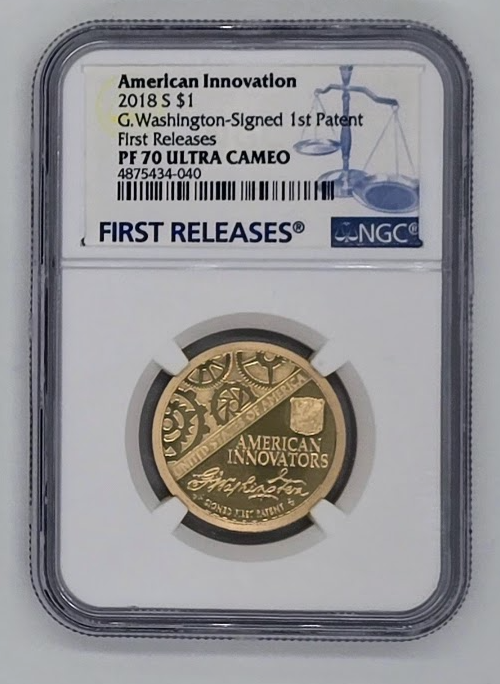 American Innovation
2018 S $1
G.Washington-Signed 1st Patent
First Releases
PF 70 ULTRA CAMEO
4875434-040
FIRST RELEASES®
NGC®
UNITED STATES OF AMERICA
AMERICAN
INNOVATORS
G Washington
SIGNED FIRST PATENT
S